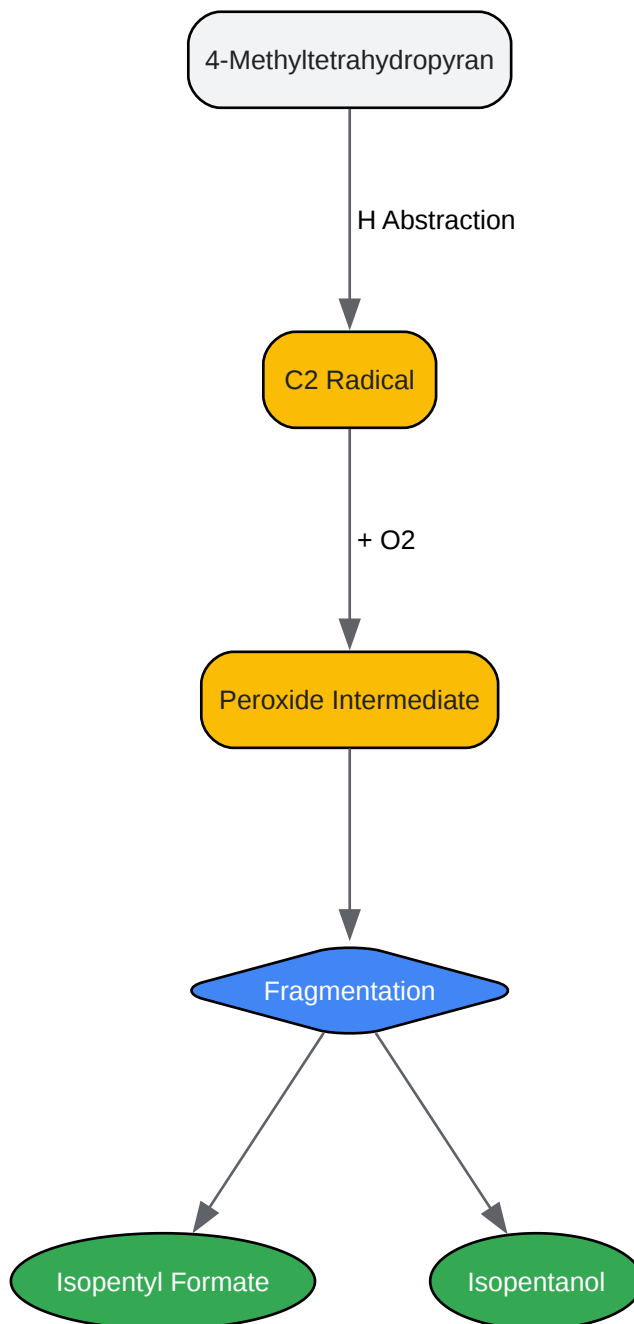 4-Methyltetrahydropyran
H Abstraction
C2 Radical
+ O2
Peroxide Intermediate
Fragmentation
Isopentyl Formate
Isopentanol